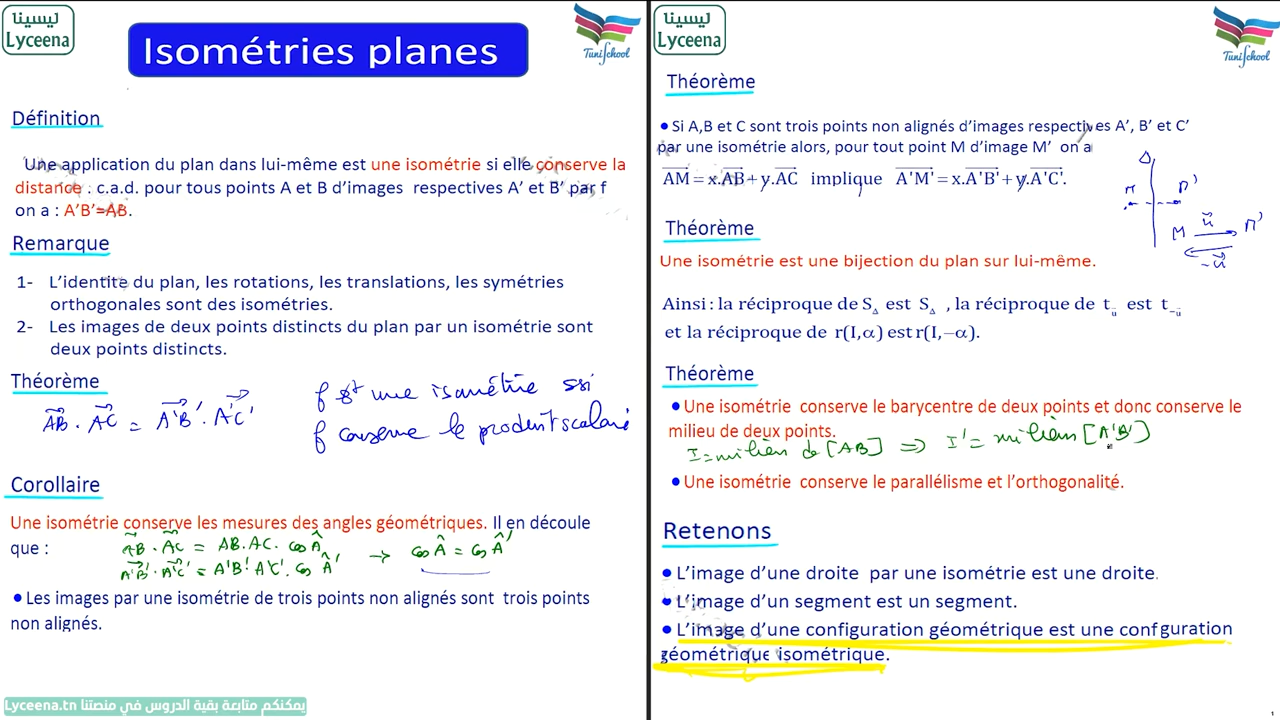 ليسينا
Lyceena
TuniSchool
Isométries planes
Définition
Une application du plan dans lui-même est une isométrie si elle conserve la
distance . c.a.d. pour tous points A et B d’images respectives A’ et B’ par f
on a : A’B’=AB.
Remarque
1- L’identite du plan, les rotations, les translations, les symétries
orthogonales sont des isométries.
2- Les images de deux points distincts du plan par un isométrie sont
deux points distincts.
Théorème
AB . AC = A'B' . A'C'
f est une isométrie ssi
f conserve le produit scalaire
Corollaire
Une isométrie conserve les mesures des angles géométriques. Il en découle
que :
AB . AC = AB.AC. cos Â
A'B' . A'C' = A'B'. A'C'. cos Â'
→ cos Â = cos Â'
● Les images par une isométrie de trois points non alignés sont trois points
non alignés.
يمكنكم متابعة بقية الدروس في منصتنا Lyceena.tn
ليسينا
Lyceena
TuniSchool
Théorème
● Si A,B et C sont trois points non alignés d’images respectives A’, B’ et C’
par une isométrie alors, pour tout point M d’image M’ on a
AM = x.AB + y.AC implique A'M' = x.A'B' + y.A'C'.
Δ
M M'
M u M'
-u
Théorème
Une isométrie est une bijection du plan sur lui-même.
Ainsi : la réciproque de SΔ est SΔ , la réciproque de tu est t-u
et la réciproque de r(I,α) est r(I,−α).
Théorème
● Une isométrie conserve le barycentre de deux points et donc conserve le
milieu de deux points.
I = milieu de [AB] ⇒ I' = milieu [A'B']
● Une isométrie conserve le parallélisme et l’orthogonalité.
Retenons
● L’image d’une droite par une isométrie est une droite.
● L’image d’un segment est un segment.
● L’image d’une configuration géométrique est une configuration
géométrique isométrique.
1